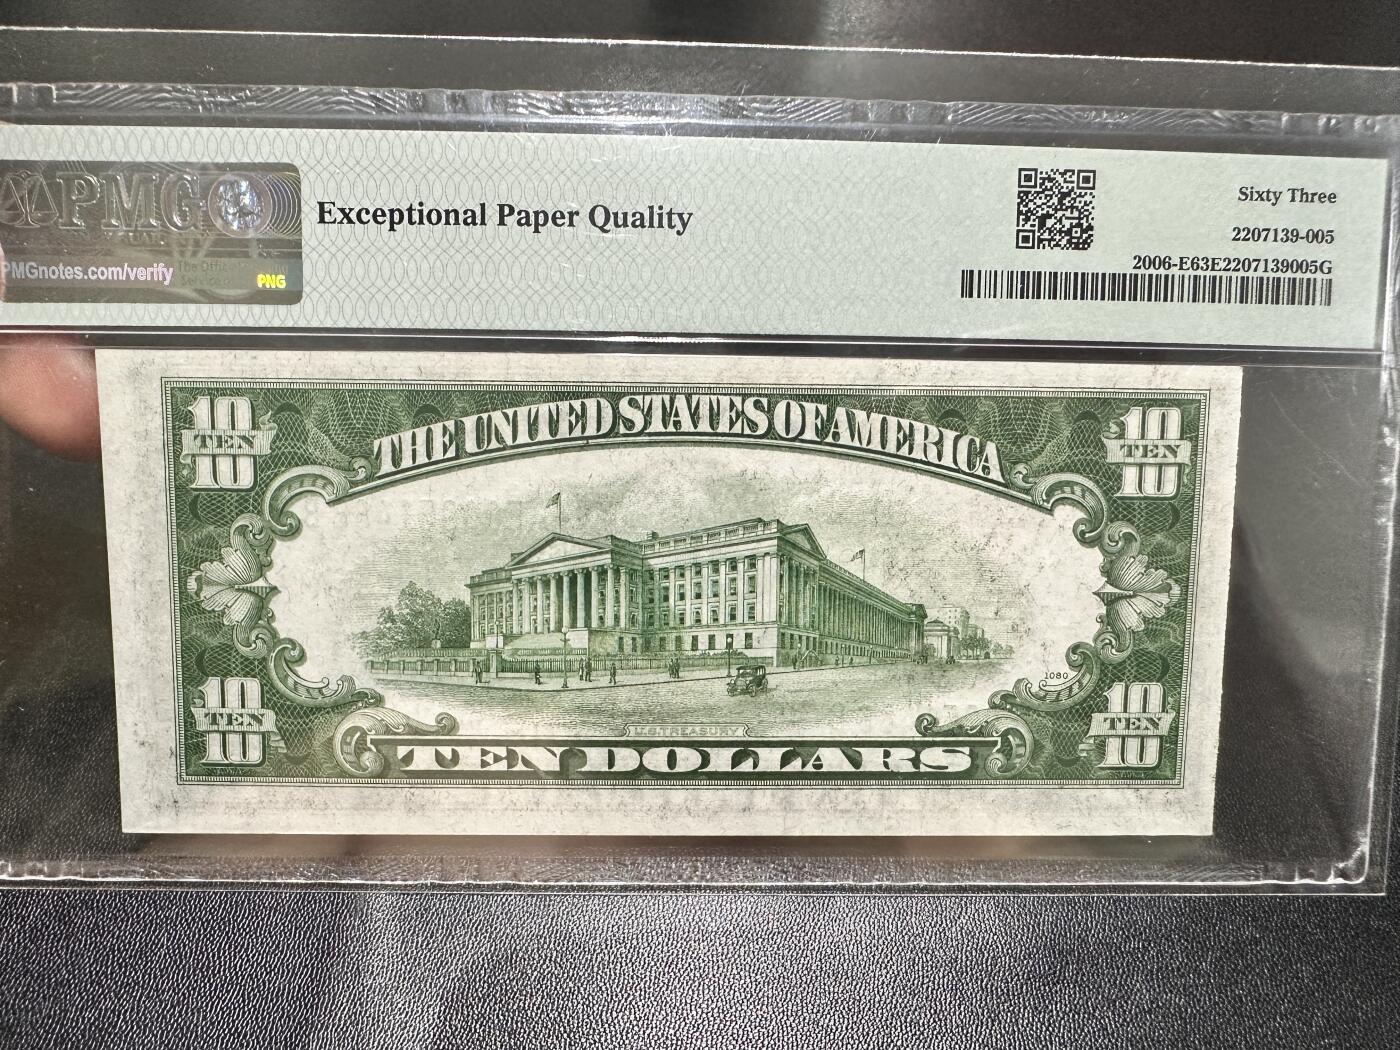 PMG
PMGnotes.com/verify
PNG
Exceptional Paper Quality
Sixty Three
2207139-005
2006-E63E2207139005G
THE UNITED STATES OF AMERICA
10
TEN
10
10
TEN
10
1080
10
TEN
10
10
TEN
10
U.S. TREASURY
TEN DOLLARS